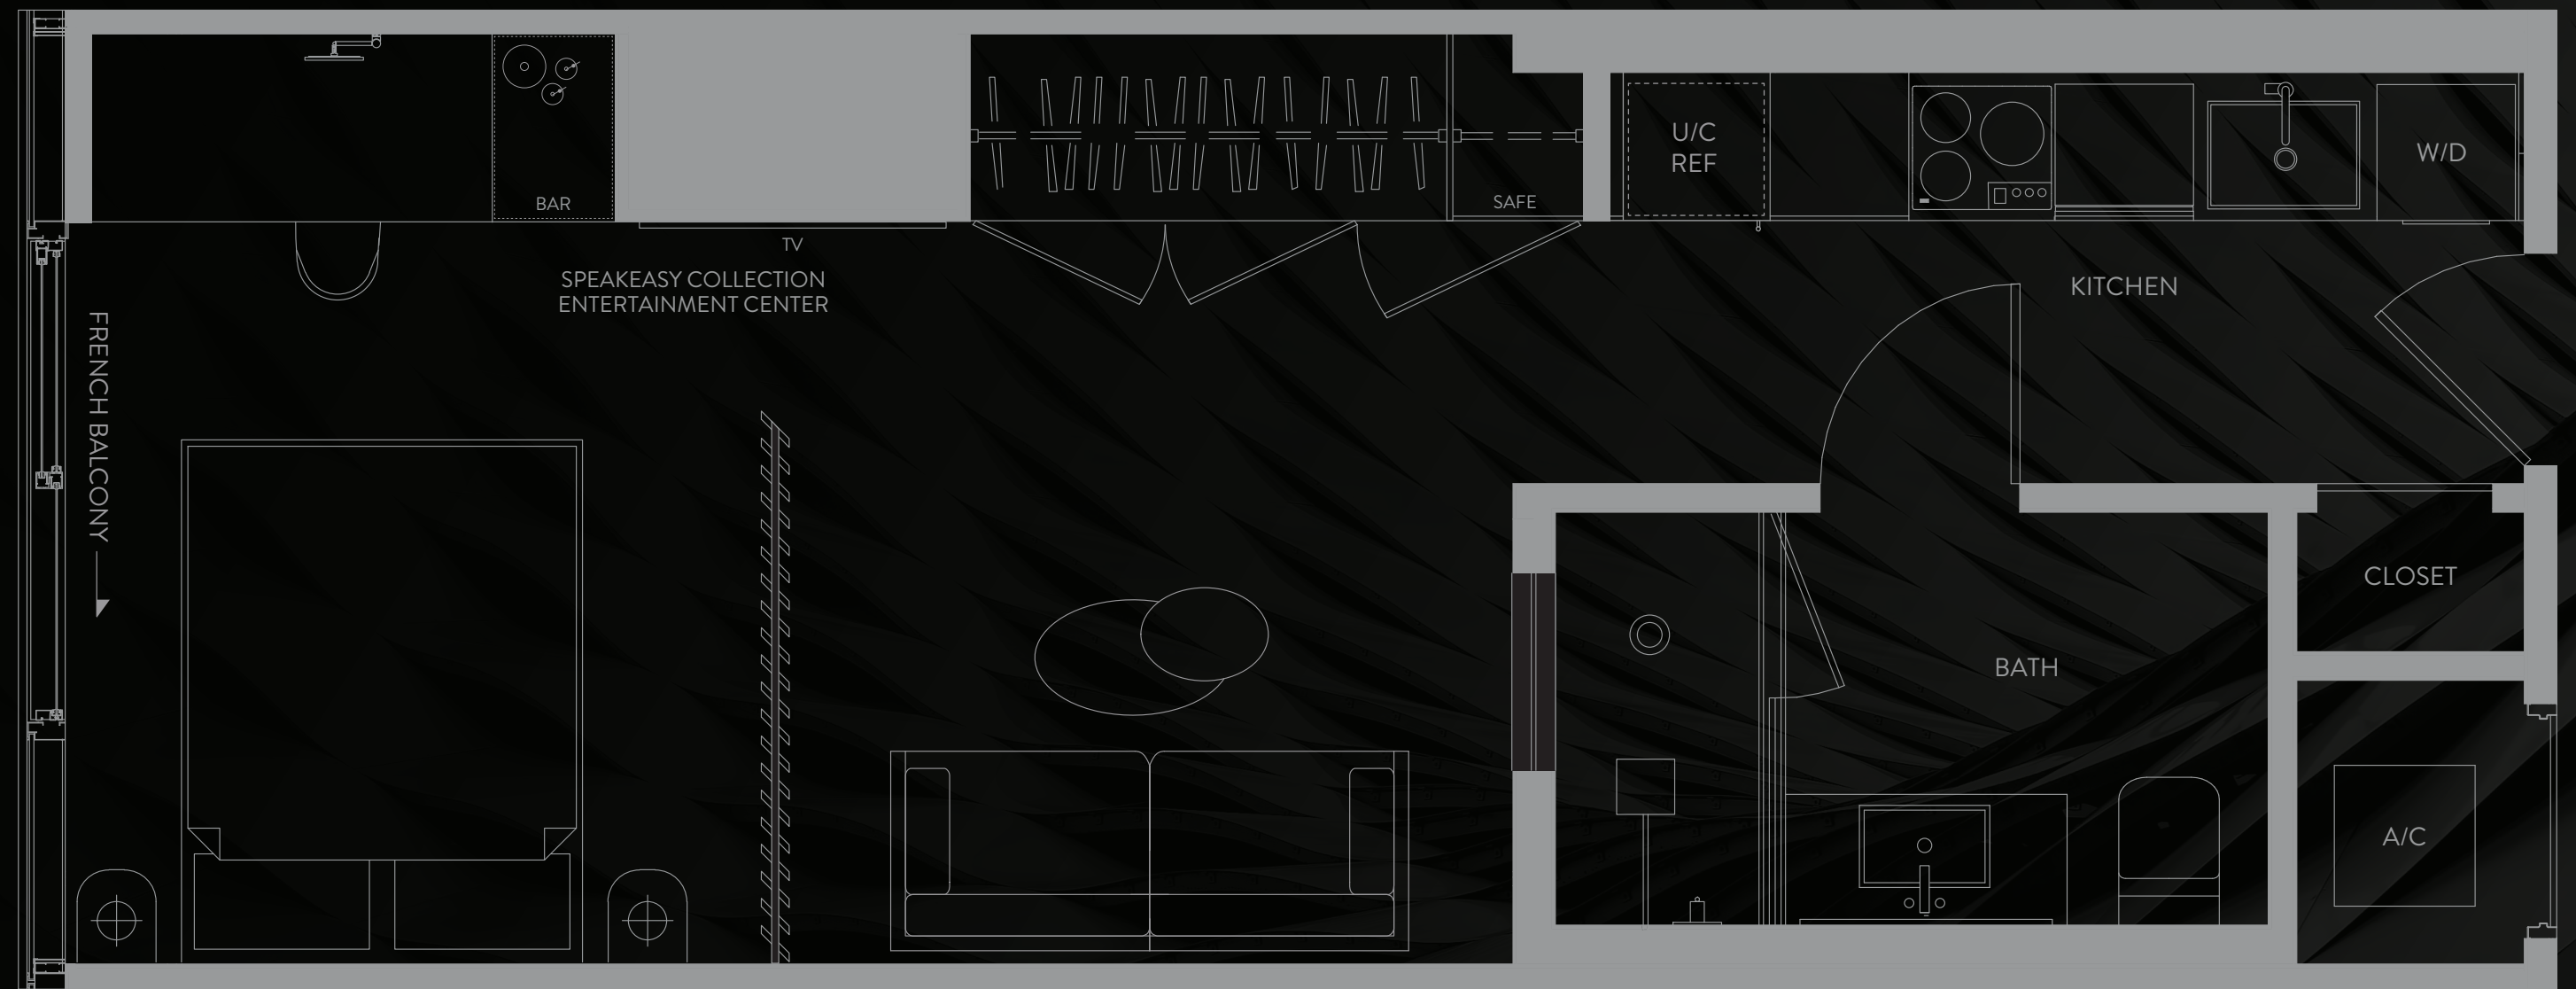 BAR
TV
SPEAKEASY COLLECTION
ENTERTAINMENT CENTER
SAFE
U/C
REF
W/D
KITCHEN
FRENCH BALCONY
CLOSET
BATH
A/C